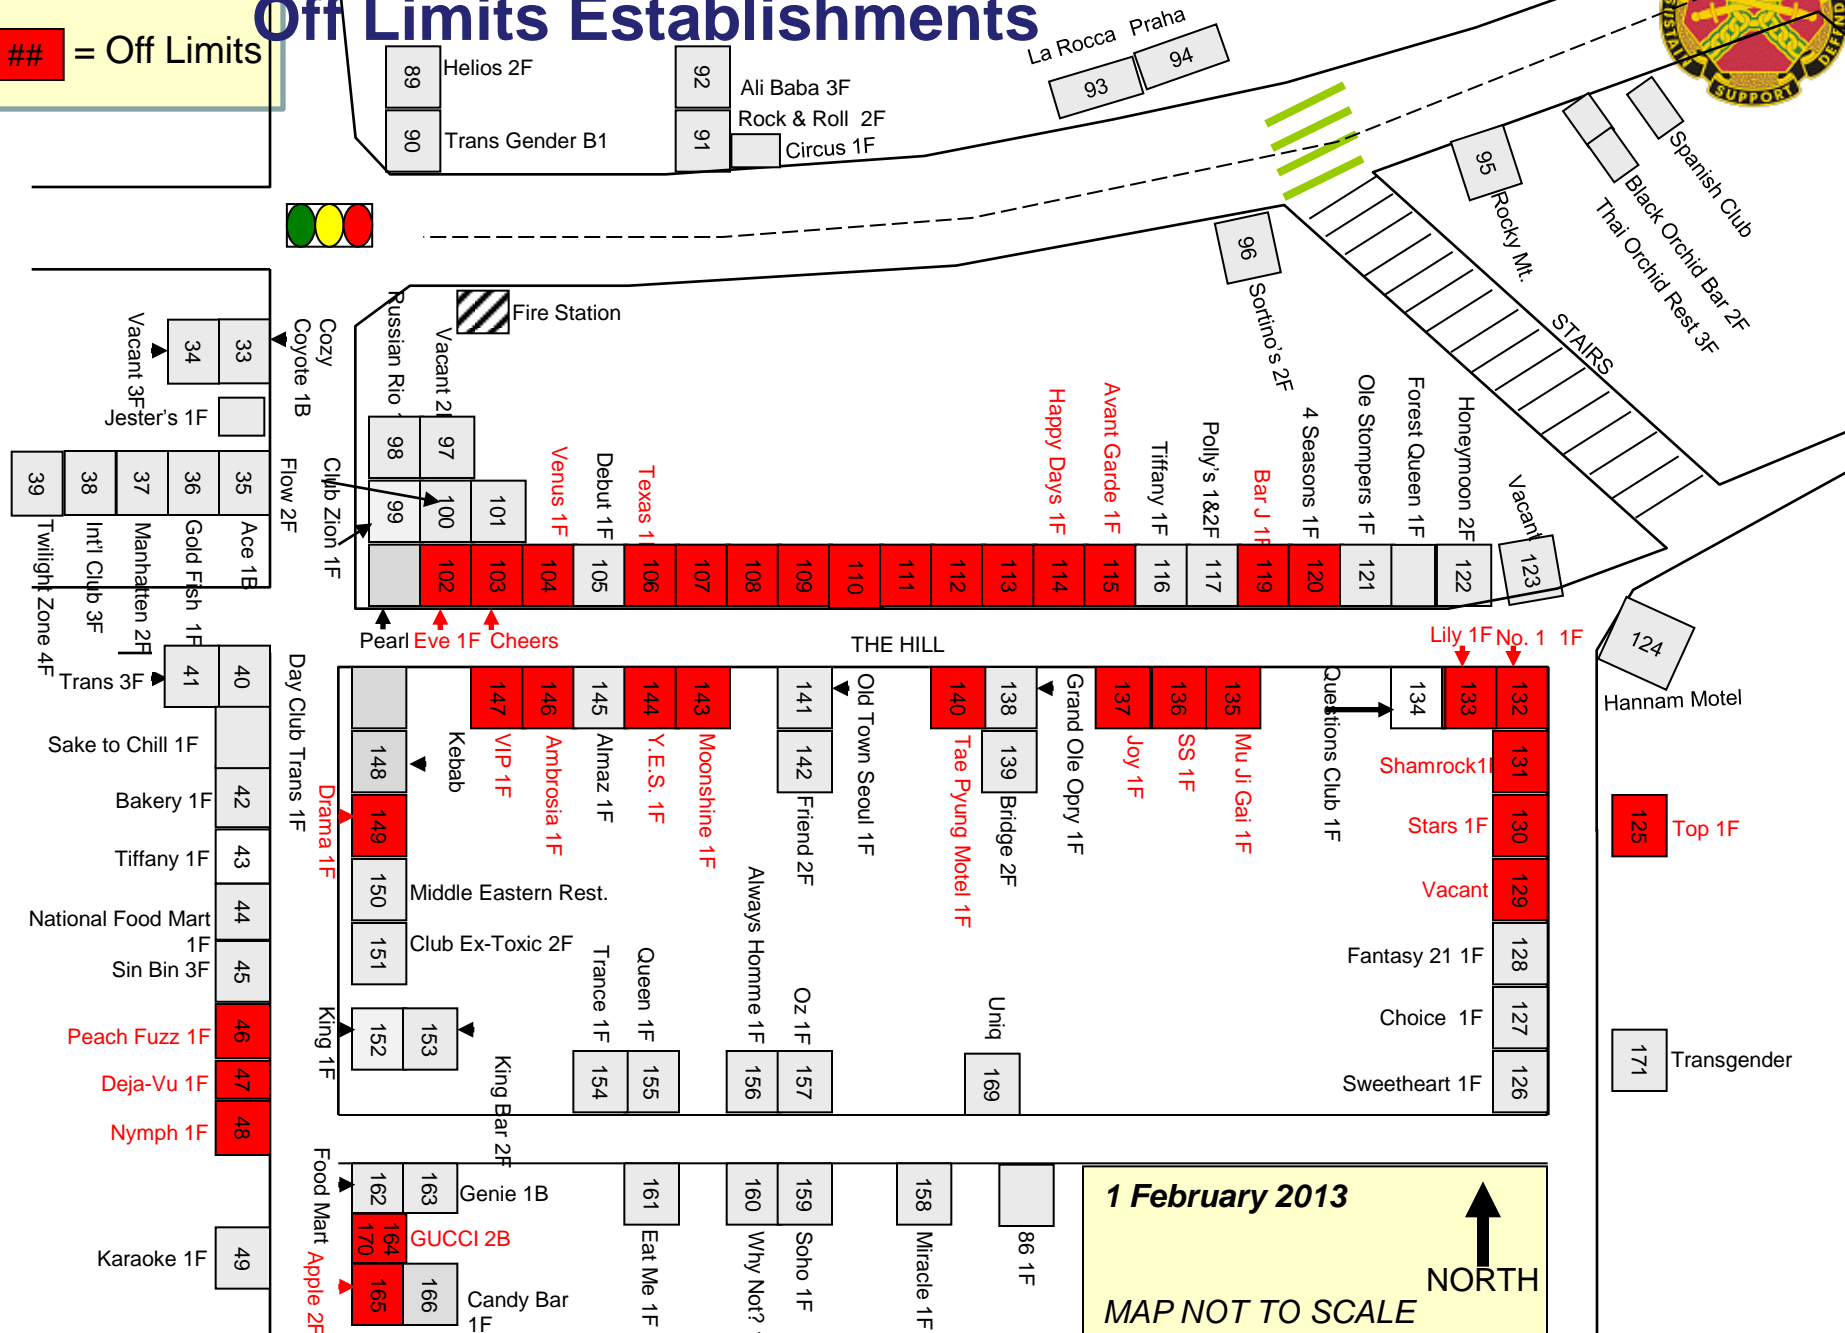 Off Limits Establishments
## = Off Limits
SUSTAIN
SUPPORT
DEFEND
89
Helios 2F
90
Trans Gender B1
92
Ali Baba 3F
91
Rock & Roll 2F
Circus 1F
La Rocca
Praha
93
94
95
Rocky Mt.
Spanish Club
Black Orchid Bar 2F
Thai Orchid Rest 3F
96
Sortino's 2F
STAIRS
Fire Station
Vacant 3F
34
33
Cozy
Coyote 1B
Jester's 1F
39
38
37
36
35
Flow 2F
Twilight Zone 4F
Int'l Club 3F
Manhatten 2F
Gold Fish 1F
Ace 1B
Russian Rio
Vacant 2F
98
97
Club Zion 1F
99
100
101
Venus 1F
Debut 1F
Texas 1
Happy Days 1F
Avant Garde 1F
Tiffany 1F
Polly's 1&2F
Bar J 1F
4 Seasons 1F
Ole Stompers 1F
Forest Queen 1F
Honeymoon 2F
Vacant
102
103
104
105
106
107
108
109
110
111
112
113
114
115
116
117
119
120
121
122
123
Pearl
Eve 1F
Cheers
THE HILL
Lily 1F
No. 1 1F
124
Hannam Motel
Trans 3F
41
40
Day Club Trans 1F
Sake to Chill 1F
Bakery 1F
42
Tiffany 1F
43
National Food Mart
1F
44
Sin Bin 3F
45
Peach Fuzz 1F
46
Deja-Vu 1F
47
Nymph 1F
48
Karaoke 1F
49
148
Kebab
Drama 1F
149
150
Middle Eastern Rest.
151
Club Ex-Toxic 2F
King 1F
152
153
King Bar 2F
147
146
145
144
143
VIP 1F
Ambrosia 1F
Almaz 1F
Y.E.S. 1F
Moonshine 1F
141
Old Town Seoul 1F
142
Friend 2F
140
Tae Pyung Motel 1F
138
Grand Ole Opry 1F
139
Bridge 2F
137
136
135
Joy 1F
SS 1F
Mu Ji Gai 1F
Questions Club 1F
134
133
132
Shamrock1
131
Stars 1F
130
Vacant
129
Fantasy 21 1F
128
Choice 1F
127
Sweetheart 1F
126
125
Top 1F
171
Transgender
Trance 1F
Queen 1F
Always Homme 1F
Oz 1F
Uniq
154
155
156
157
169
Food Mart
162
163
Genie 1B
170
164
GUCCI 2B
Apple 2F
165
166
Candy Bar
1F
161
Eat Me 1F
160
Why Not?
159
Soho 1F
158
Miracle 1F
86 1F
1 February 2013
NORTH
MAP NOT TO SCALE